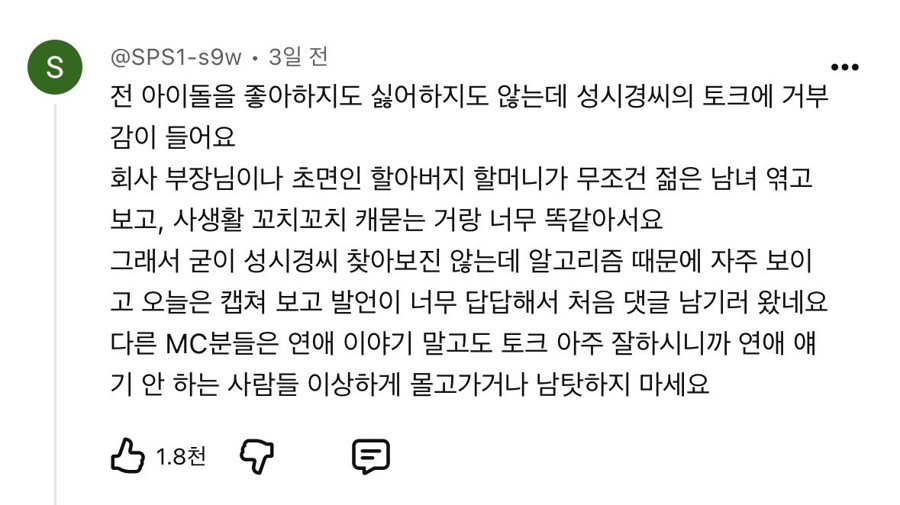 S
@SPS1-s9w • 3일 전
전 아이돌을 좋아하지도 싫어하지도 않는데 성시경씨의 토크에 거부
감이 들어요
회사 부장님이나 초면인 할아버지 할머니가 무조건 젊은 남녀 엮고
보고, 사생활 꼬치꼬치 캐묻는 거랑 너무 똑같아서요
그래서 굳이 성시경씨 찾아보진 않는데 알고리즘 때문에 자주 보이
고 오늘은 캡쳐 보고 발언이 너무 답답해서 처음 댓글 남기러 왔네요
다른 MC분들은 연애 이야기 말고도 토크 아주 잘하시니까 연애 얘
기 안 하는 사람들 이상하게 몰고가거나 남탓하지 마세요
1.8천